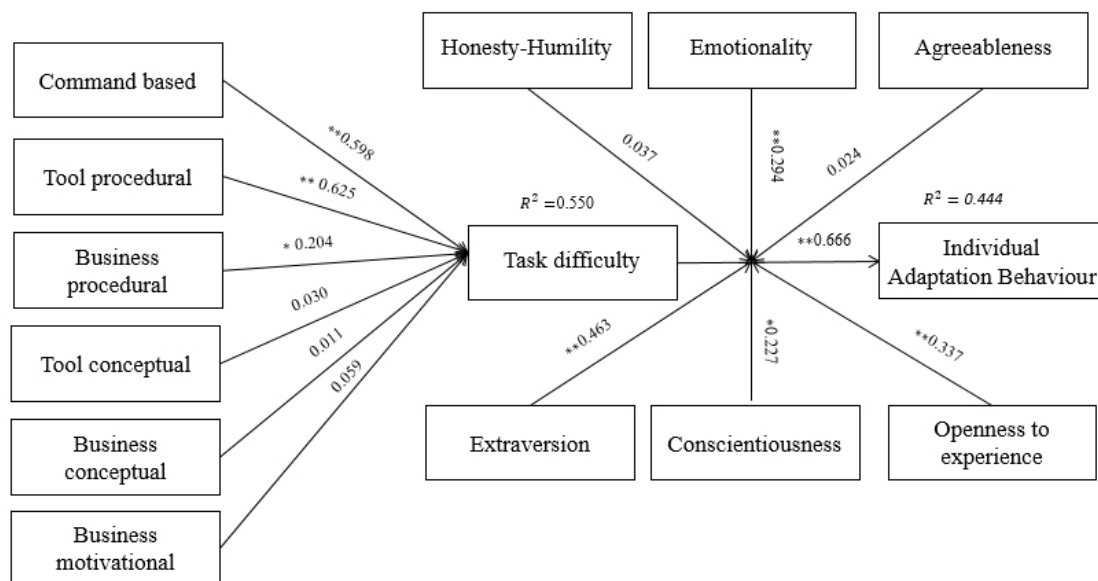 Command based
Tool procedural
Business
procedural
Tool conceptual
Business
conceptual
Business
motivational
**0.598
** 0.625
* 0.204
0.030
0.011
0.059
R² =0.550
Task difficulty
Honesty-Humility
Emotionality
Agreeableness
0.037
**0.294
0.024
R² = 0.444
**0.666
Individual
Adaptation Behaviour
**0.463
*0.227
**0.337
Extraversion
Conscientiousness
Openness to
experience